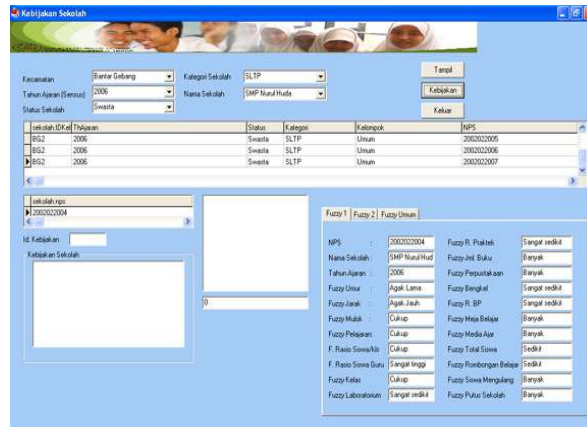 Kebijakan Sekolah
Kecamatan Bantar Gebang Kategori Sekolah SLTP Tampil
Tahun Ajaran (Sensus) 2006 Nama Sekolah SMP Nurul Huda Kebijakan
Status Sekolah Swasta Keluar
sekolah.IDKel ThAjaran Status Kategori Kelompok NPS
BG2 2006 Swasta SLTP Umum 2002022005
BG2 2006 Swasta SLTP Umum 2002022006
BG2 2006 Swasta SLTP Umum 2002022007
sekolah.nps
2002022004
Id. Kebijakan
Kebijakan Sekolah
0
Fuzzy 1 Fuzzy 2 Fuzzy Umum
NPS : 2002022004 Fuzzy R. Praktek Sangat sedikit
Nama Sekolah : SMP Nurul Hud Fuzzy Jml. Buku Banyak
Tahun Ajaran : 2006 Fuzzy Perpustakaan Banyak
Fuzzy Umur : Agak Lama Fuzzy Bengkel Sangat sedikit
Fuzzy Jarak : Agak Jauh Fuzzy R. BP Sangat sedikit
Fuzzy Mulok : Cukup Fuzzy Meja Belajar Banyak
Fuzzy Pelajaran: Cukup Fuzzy Media Ajar Banyak
F. Rasio Siswa/kls Cukup Fuzzy Total Siswa Sedikit
F. Rasio Siswa Guru Sangat tinggi Fuzzy Rombongan Belajar Sedikit
Fuzzy Kelas Cukup Fuzzy Siswa Mengulang Banyak
Fuzzy Laboratorium Sangat sedikit Fuzzy Putus Sekolah Banyak